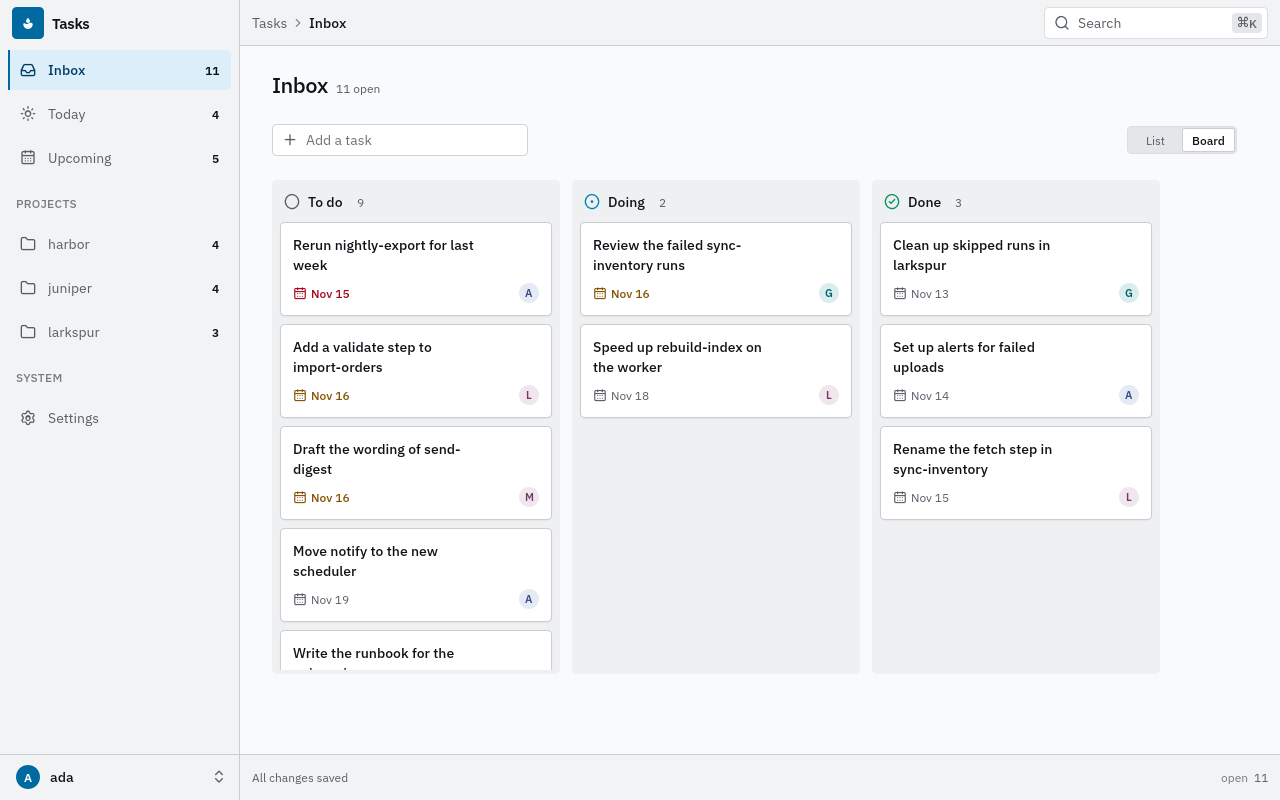 Tasks
Inbox 11
Today 4
Upcoming 5
PROJECTS
harbor 4
juniper 4
larkspur 3
SYSTEM
Settings
A ada
Tasks > Inbox
Search ⌘K
Inbox 11 open
Add a task
List Board
To do 9
Rerun nightly-export for last
week
Nov 15 A
Add a validate step to
import-orders
Nov 16 L
Draft the wording of send-
digest
Nov 16 M
Move notify to the new
scheduler
Nov 19 A
Write the runbook for the
Doing 2
Review the failed sync-
inventory runs
Nov 16 G
Speed up rebuild-index on
the worker
Nov 18 L
Done 3
Clean up skipped runs in
larkspur
Nov 13 G
Set up alerts for failed
uploads
Nov 14 A
Rename the fetch step in
sync-inventory
Nov 15 L
All changes saved
open 11